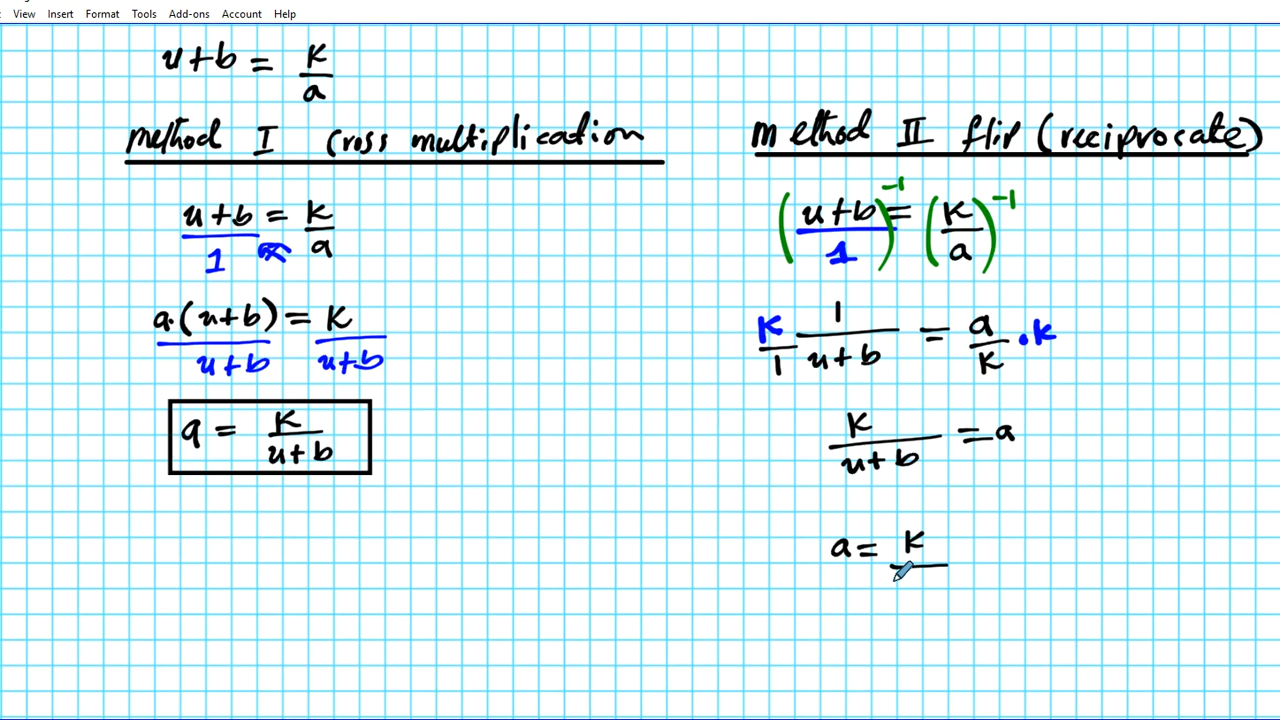 View Insert Format Tools Add-ons Account Help
u+b = K/a
method I cross multiplication
u+b/1 = K/a
a·(u+b)/u+b = K/u+b
a = K/u+b
method II flip (reciprocate)
(u+b/1)⁻¹ = (K/a)⁻¹
K/1 1/u+b = a/K · K
K/u+b = a
a = K